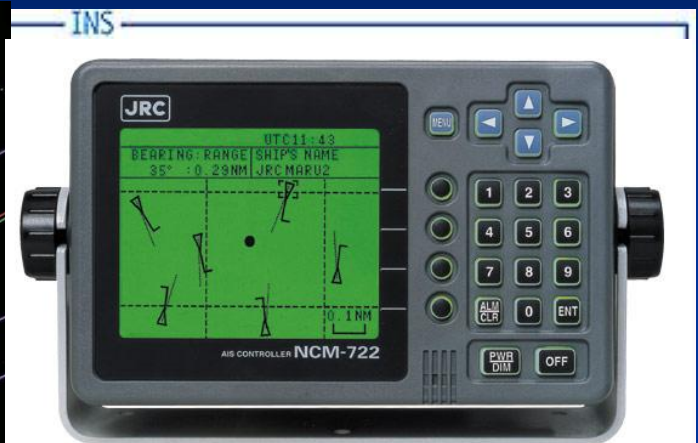 INS
JRC
UTC11:43
BEARING:RANGE SHIP'S NAME
35° :0.29NM JRC MARU2
0.1NM
AIS CONTROLLER NCM-722
MENU
1 2 3
4 5 6
7 8 9
ALM CLR 0 ENT
PWR DIM OFF